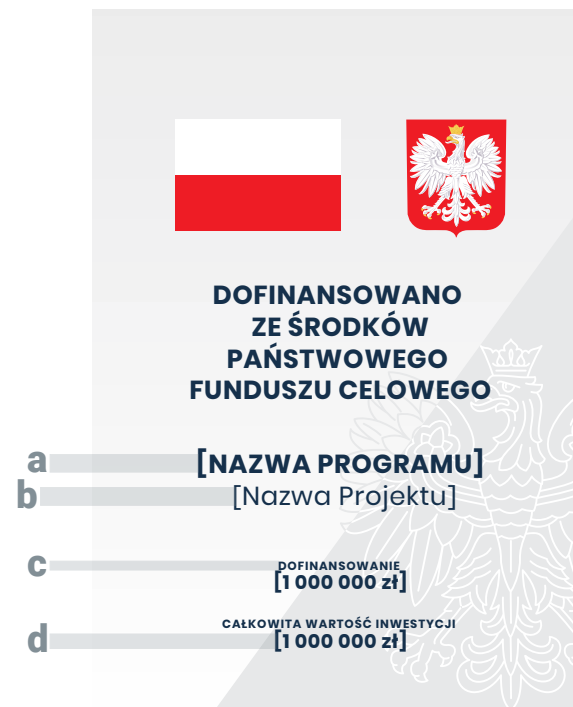 DOFINANSOWANO
ZE ŚRODKÓW
PAŃSTWOWEGO
FUNDUSZU CELOWEGO
a [NAZWA PROGRAMU]
b [Nazwa Projektu]
c DOFINANSOWANIE
[1 000 000 zł]
CAŁKOWITA WARTOŚĆ INWESTYCJI
d [1 000 000 zł]